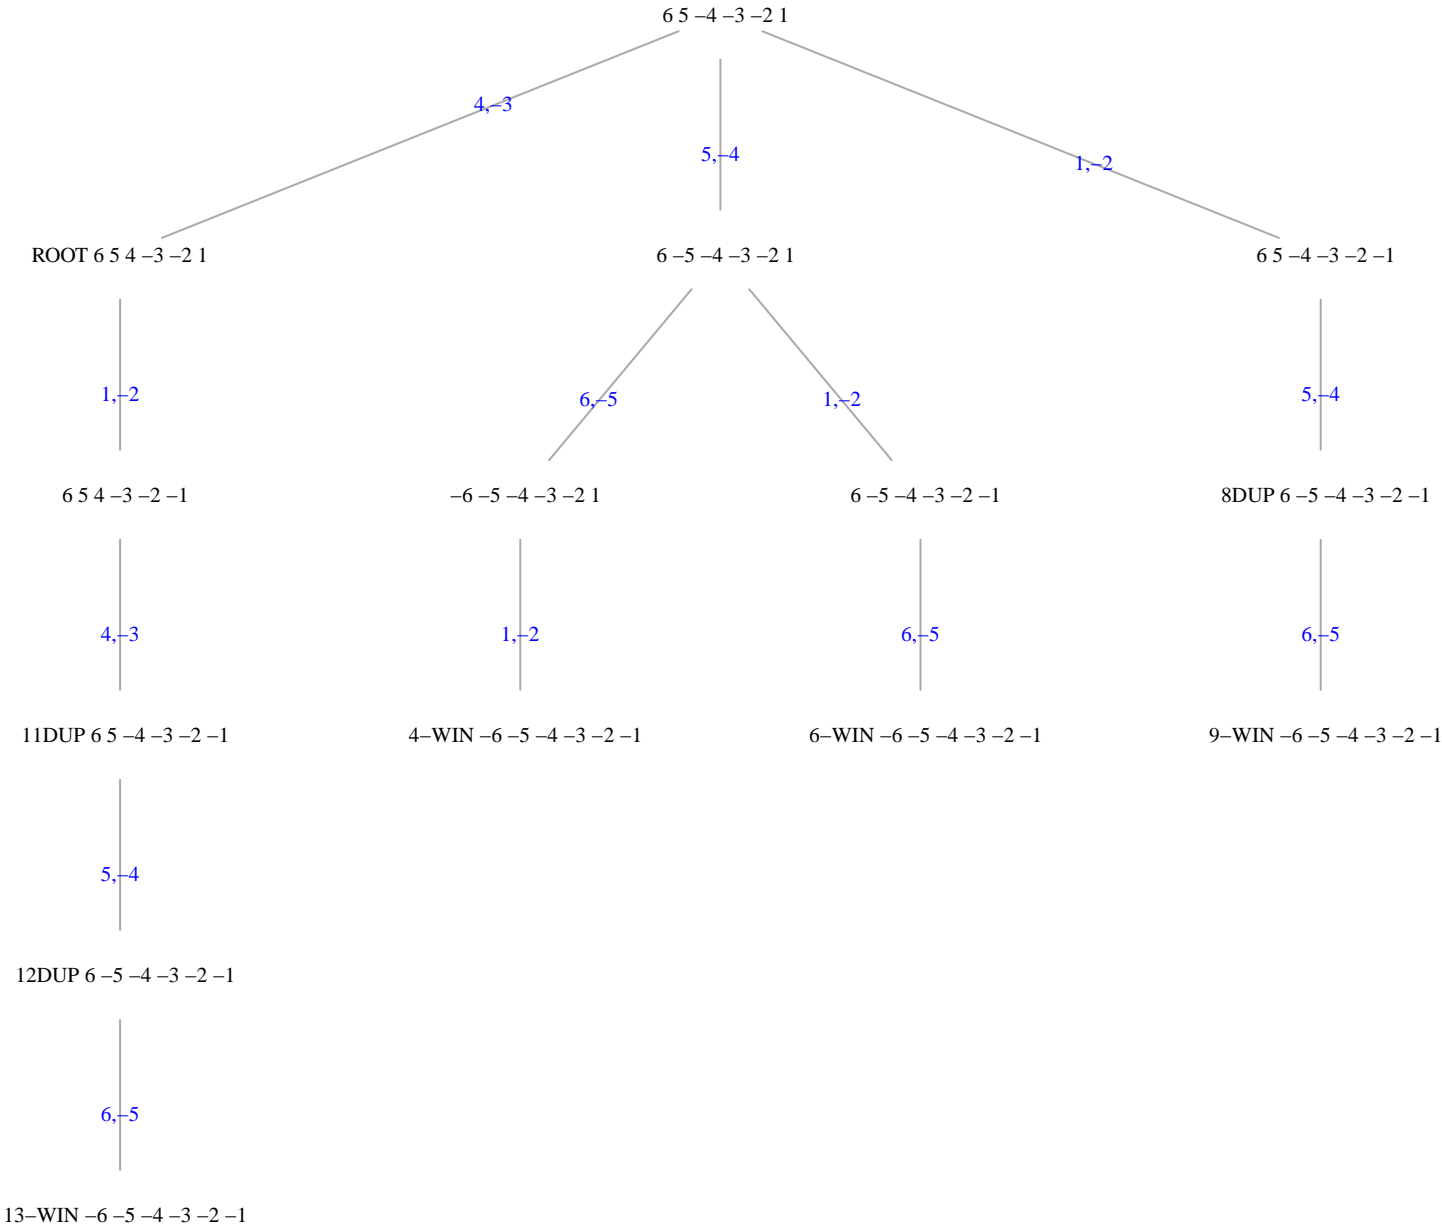 6 5 –4 –3 –2 1
4,–3
5,–4
1,–2
ROOT 6 5 4 –3 –2 1
6 –5 –4 –3 –2 1
6 5 –4 –3 –2 –1
1,–2
6,–5
1,–2
5,–4
6 5 4 –3 –2 –1
–6 –5 –4 –3 –2 1
6 –5 –4 –3 –2 –1
8DUP 6 –5 –4 –3 –2 –1
4,–3
1,–2
6,–5
6,–5
11DUP 6 5 –4 –3 –2 –1
4–WIN –6 –5 –4 –3 –2 –1
6–WIN –6 –5 –4 –3 –2 –1
9–WIN –6 –5 –4 –3 –2 –1
5,–4
12DUP 6 –5 –4 –3 –2 –1
6,–5
13–WIN –6 –5 –4 –3 –2 –1